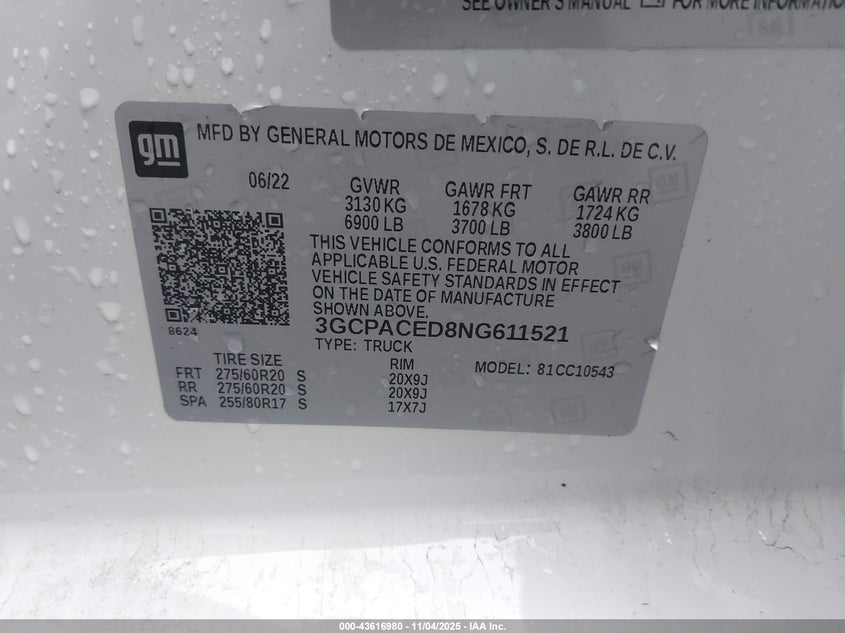 SEE OWNER'S MANUAL FOR MORE INFORMATION
gm
MFD BY GENERAL MOTORS DE MEXICO, S. DE R.L. DE C.V.
06/22 GVWR GAWR FRT GAWR RR
3130 KG 1678 KG 1724 KG
6900 LB 3700 LB 3800 LB
THIS VEHICLE CONFORMS TO ALL
APPLICABLE U.S. FEDERAL MOTOR
VEHICLE SAFETY STANDARDS IN EFFECT
ON THE DATE OF MANUFACTURE
SHOWN ABOVE.
8624
3GCPACED8NG611521
TYPE: TRUCK
TIRE SIZE RIM MODEL: 81CC10543
FRT 275/60R20 S 20X9J
RR 275/60R20 S 20X9J
SPA 255/80R17 S 17X7J
000-43616980 - 11/04/2025 - IAA Inc.